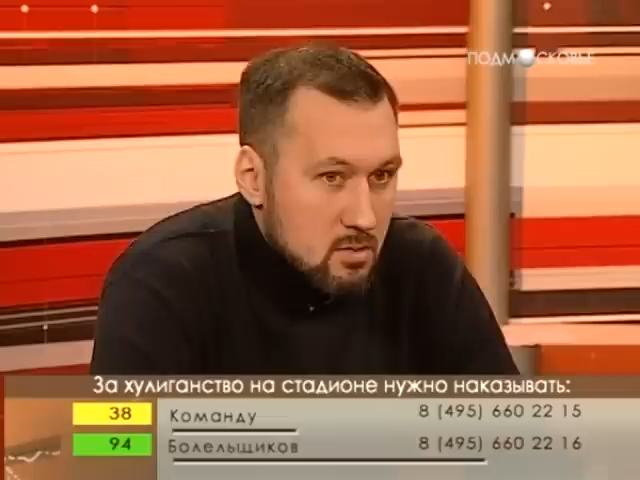 ПОДМОСКОВЬЕ
За хулиганство на стадионе нужно наказывать:
38 Команду 8 (495) 660 22 15
94 Болельщиков 8 (495) 660 22 16